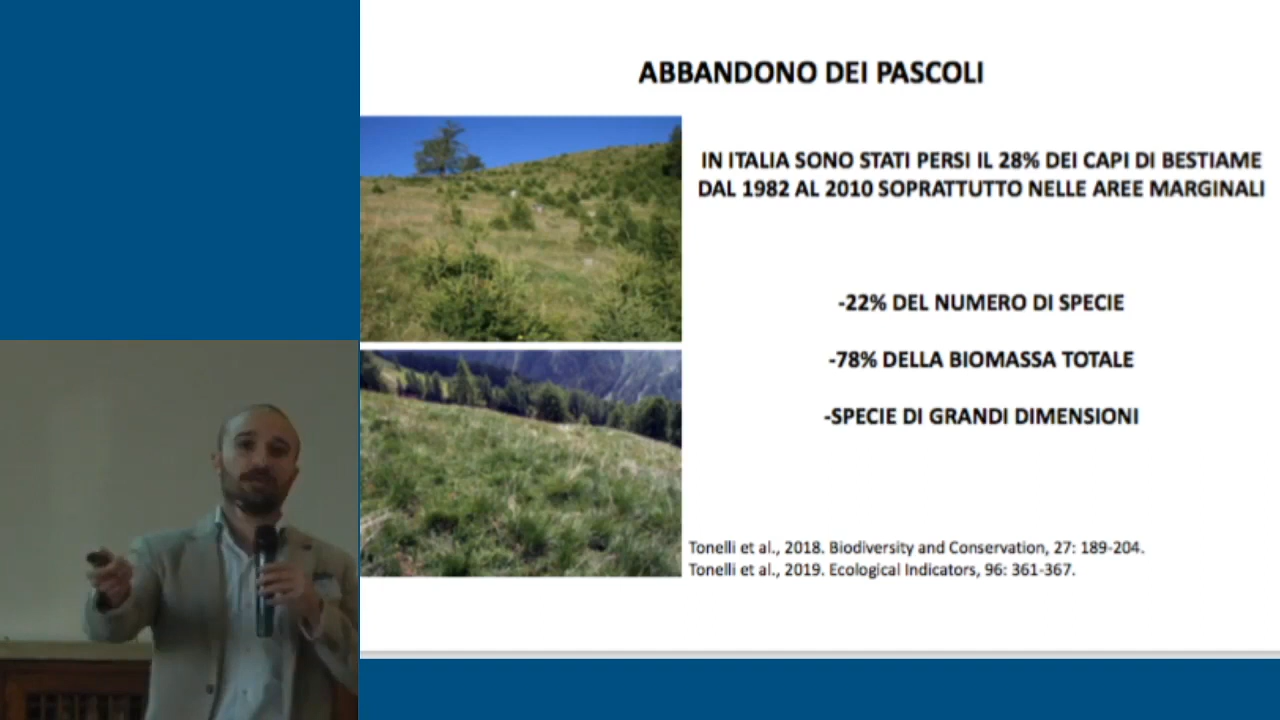 ABBANDONO DEI PASCOLI
IN ITALIA SONO STATI PERSI IL 28% DEI CAPI DI BESTIAME
DAL 1982 AL 2010 SOPRATTUTTO NELLE AREE MARGINALI
-22% DEL NUMERO DI SPECIE
-78% DELLA BIOMASSA TOTALE
-SPECIE DI GRANDI DIMENSIONI
Tonelli et al., 2018. Biodiversity and Conservation, 27: 189-204.
Tonelli et al., 2019. Ecological Indicators, 96: 361-367.